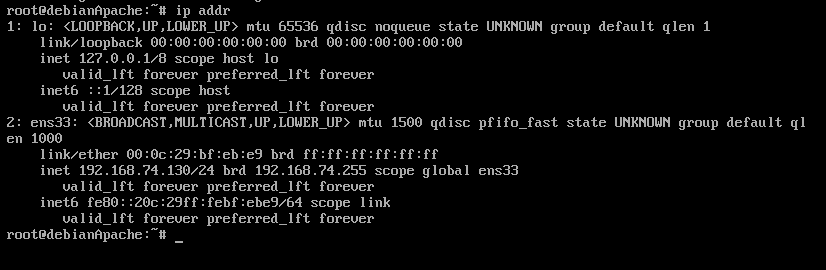 root@debianApache:~# ip addr
1: lo: <LOOPBACK,UP,LOWER_UP> mtu 65536 qdisc noqueue state UNKNOWN group default qlen 1
    link/loopback 00:00:00:00:00:00 brd 00:00:00:00:00:00
    inet 127.0.0.1/8 scope host lo
       valid_lft forever preferred_lft forever
    inet6 ::1/128 scope host
       valid_lft forever preferred_lft forever
2: ens33: <BROADCAST,MULTICAST,UP,LOWER_UP> mtu 1500 qdisc pfifo_fast state UNKNOWN group default ql
en 1000
    link/ether 00:0c:29:bf:eb:e9 brd ff:ff:ff:ff:ff:ff
    inet 192.168.74.130/24 brd 192.168.74.255 scope global ens33
       valid_lft forever preferred_lft forever
    inet6 fe80::20c:29ff:febf:ebe9/64 scope link
       valid_lft forever preferred_lft forever
root@debianApache:~# _